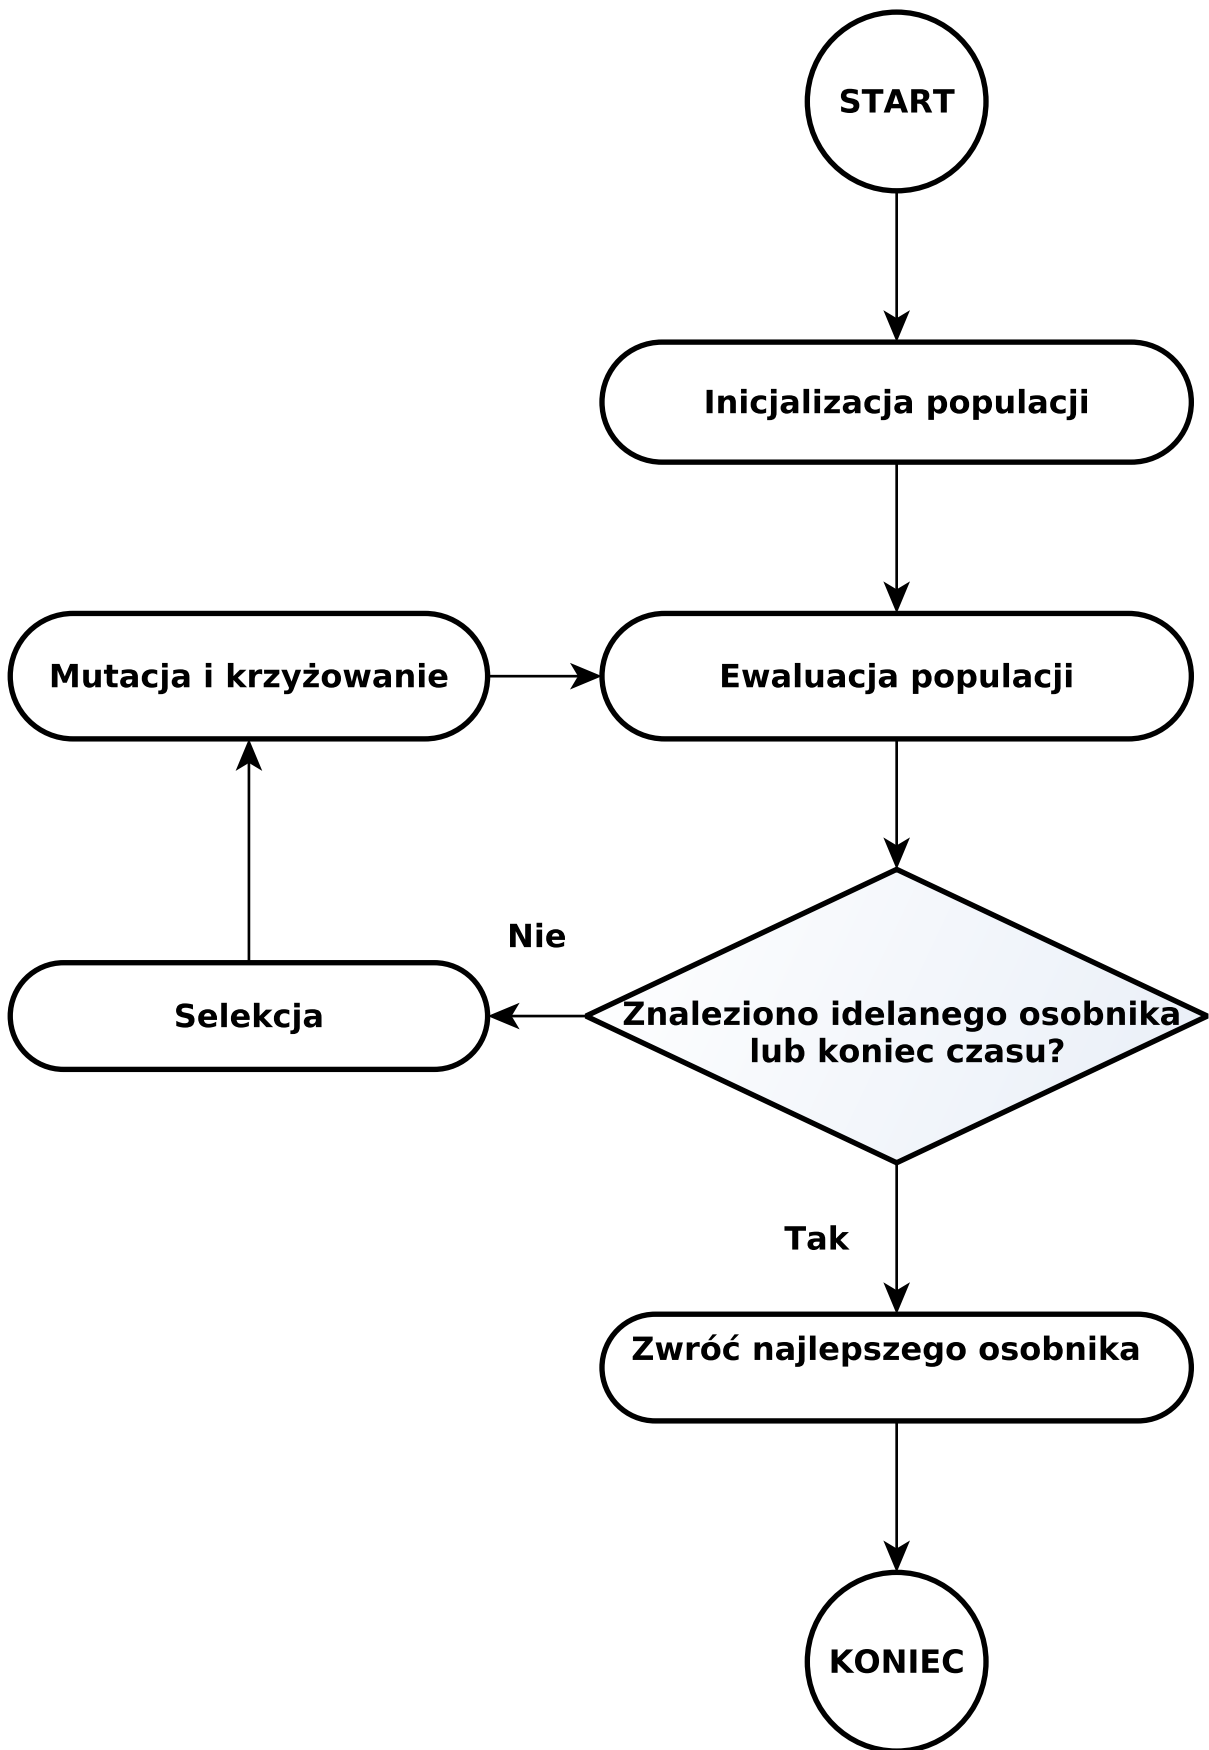 START
Inicjalizacja populacji
Mutacja i krzyżowanie
Ewaluacja populacji
Nie
Selekcja
Znaleziono idelanego osobnika
lub koniec czasu?
Tak
Zwróć najlepszego osobnika
KONIEC